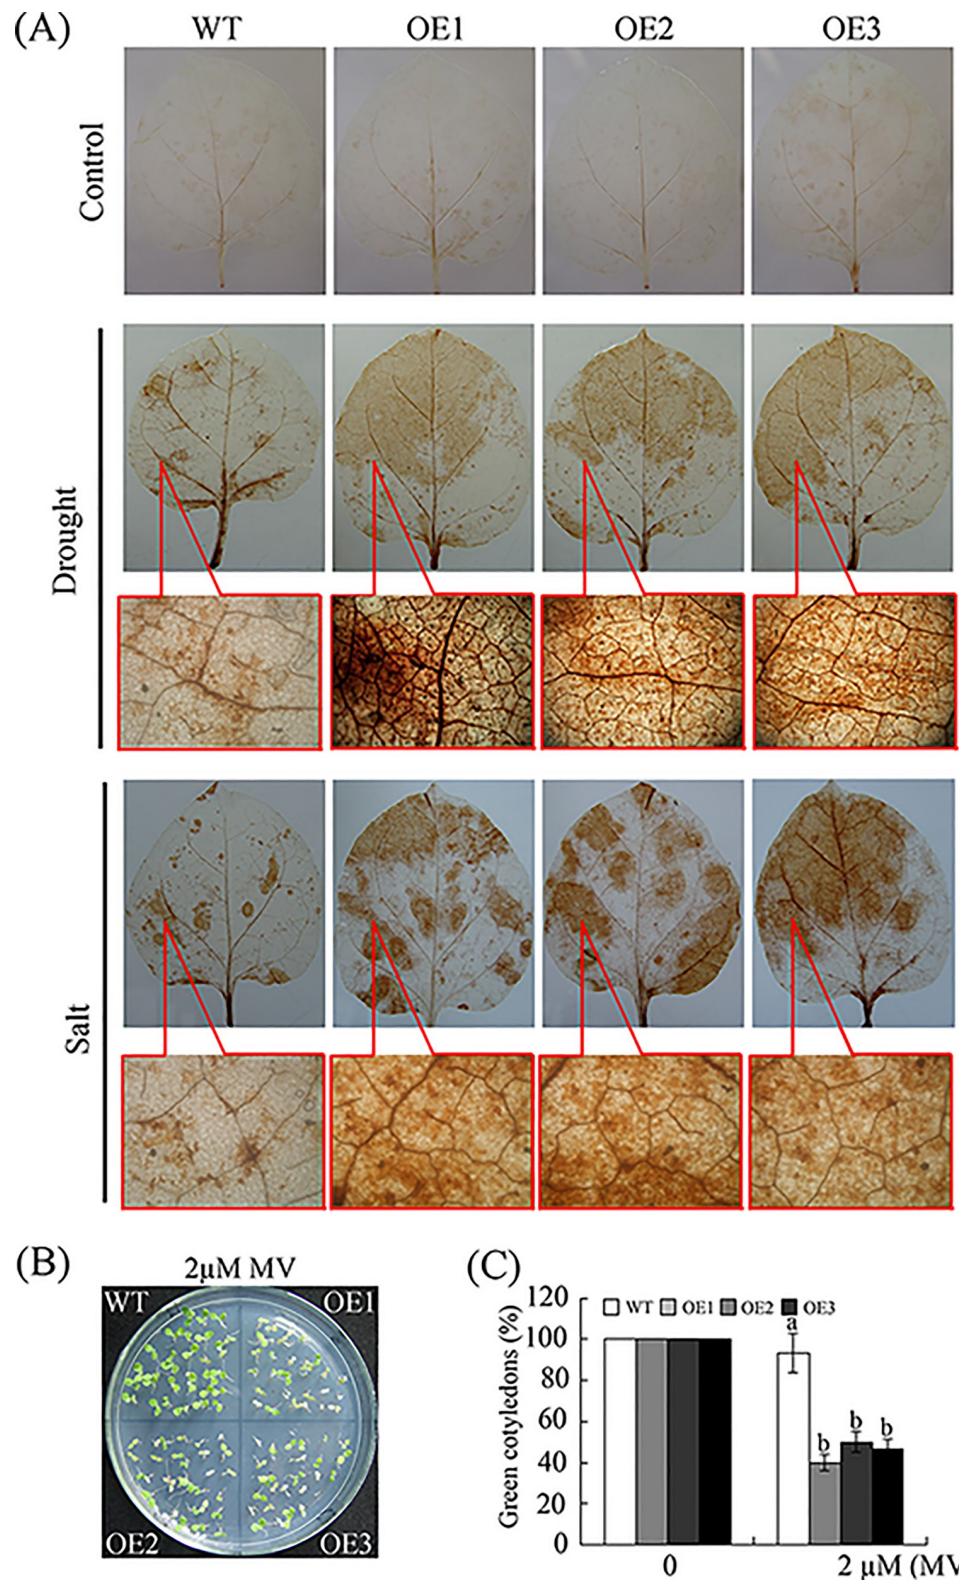 (A)
WT OE1 OE2 OE3
Control
Drought
Salt
(B)
2μM MV
WT OE1
OE2 OE3
(C)
Green cotyledons (%)
120
100
80
60
40
20
0
WT OE1 OE2 OE3
a
b b b
0 2 μM (MV